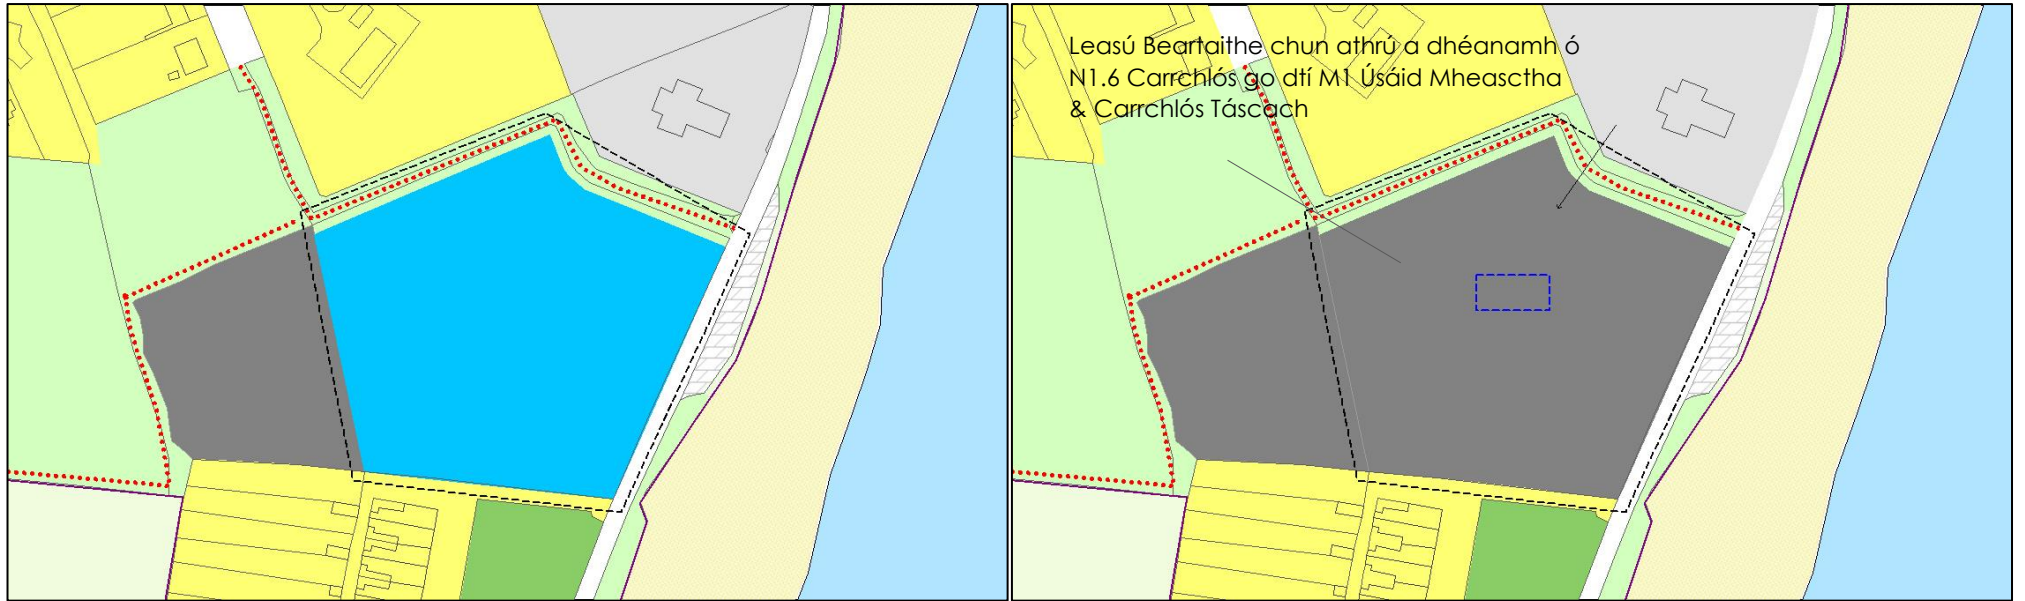 Leasú Beartaithe chun athrú a dhéanamh ó
N1.6 Carrchlós go dtí M1 Úsáid Mheasctha
& Carrchlós Táscach